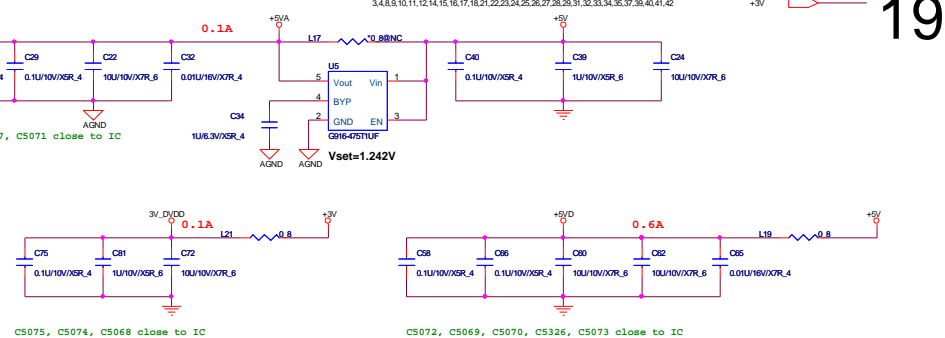 3,4,8,9,10,11,12,14,15,16,17,18,21,22,23,24,25,26,27,28,29,31,32,33,34,35,37,39,40,41,42
+3V
19
+5VA
0.1A
L17
*0_8@NC
+5V
C29
0.1U/10V/X5R_4
C22
10U/10V/X7R_6
C32
0.01U/16V/X7R_4
U5
5 Vout Vin 1
4 BYP
2 GND EN 3
G916-475T1UF
Vset=1.242V
C40
0.1U/10V/X5R_4
C39
1U/10V/X5R_6
C24
10U/10V/X7R_6
C34
1U/6.3V/X5R_4
AGND
AGND
AGND
7, C5071 close to IC
3V_DVDD
0.1A
L21
0_8
+3V
C75
0.1U/10V/X5R_4
C81
1U/10V/X5R_6
C72
10U/10V/X7R_6
C5075, C5074, C5068 close to IC
+5VD
0.6A
L19
0_8
+5V
C58
0.1U/10V/X5R_4
C66
0.1U/10V/X5R_4
C60
10U/10V/X7R_6
C62
10U/10V/X7R_6
C65
0.01U/16V/X7R_4
C5072, C5069, C5070, C5326, C5073 close to IC